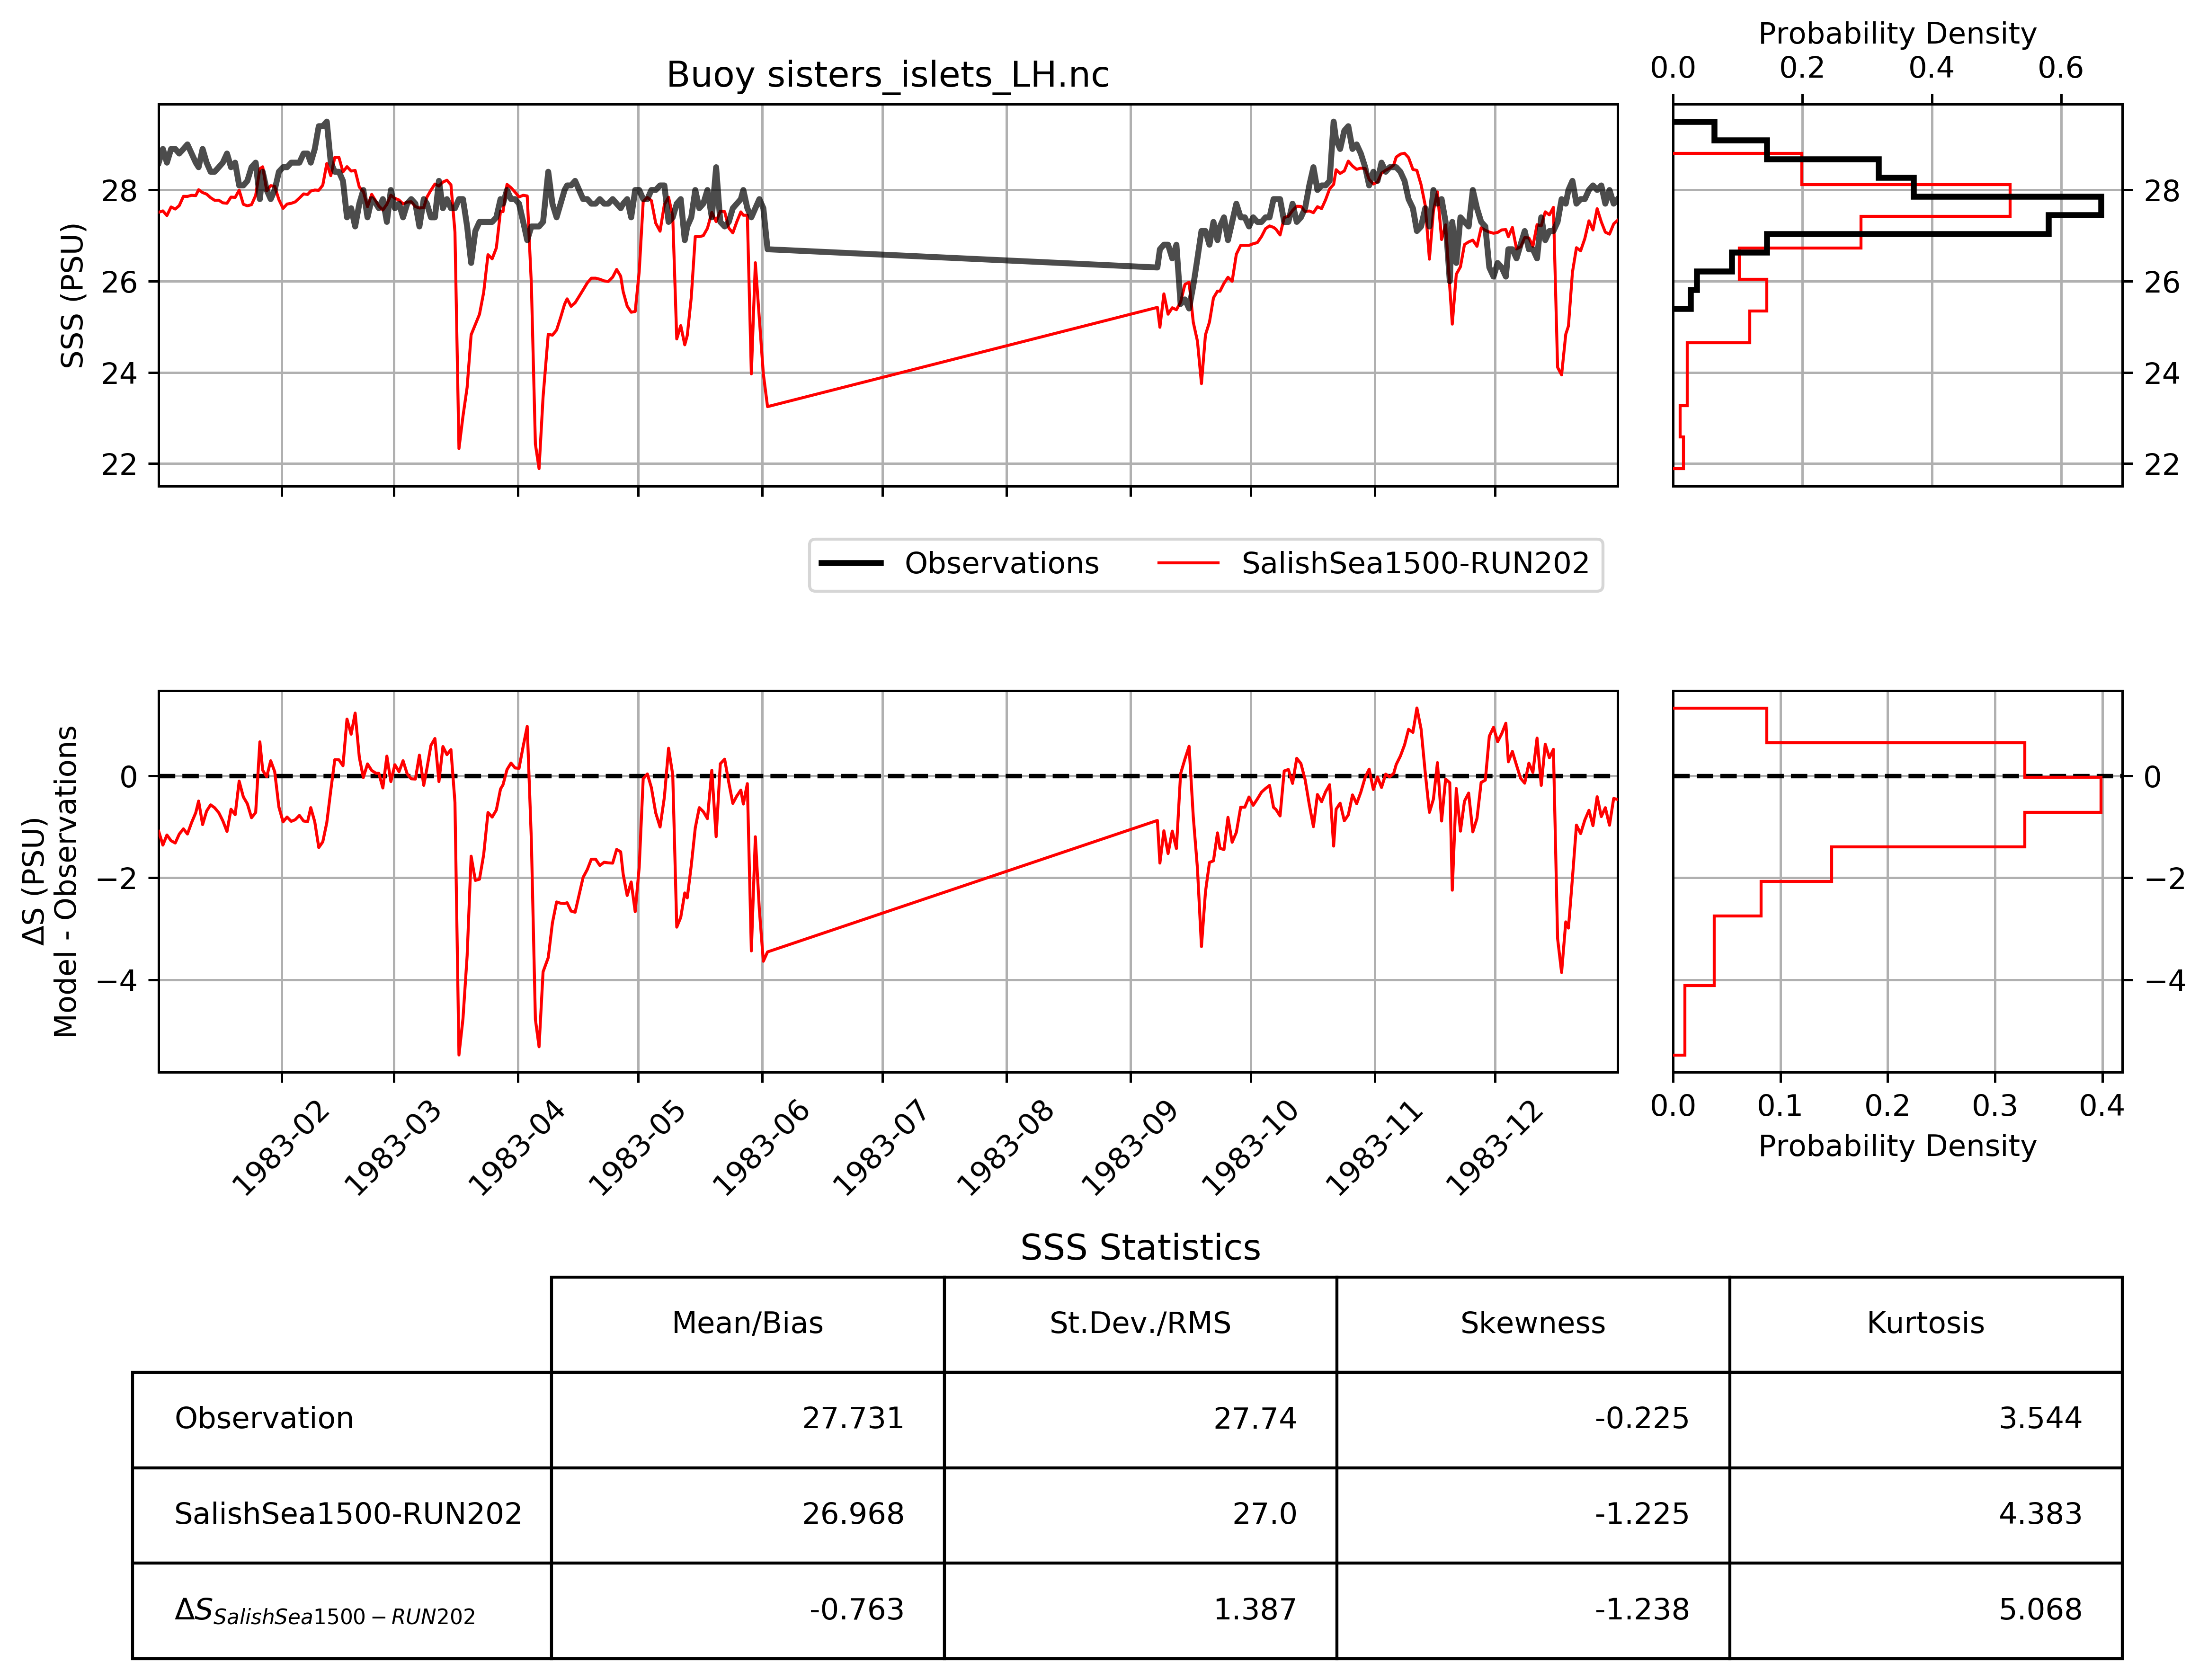 Probability Density
0.0 0.2 0.4 0.6
Buoy sisters_islets_LH.nc
SSS (PSU)
28
26
24
22
28
26
24
22
Observations SalishSea1500-RUN202
ΔS (PSU)
Model - Observations
0
−2
−4
0
−2
−4
1983-02 1983-03 1983-04 1983-05 1983-06 1983-07 1983-08 1983-09 1983-10 1983-11 1983-12
0.0 0.1 0.2 0.3 0.4
Probability Density
SSS Statistics
Mean/Bias St.Dev./RMS Skewness Kurtosis
Observation 27.731 27.74 -0.225 3.544
SalishSea1500-RUN202 26.968 27.0 -1.225 4.383
ΔS SalishSea1500−RUN202 -0.763 1.387 -1.238 5.068